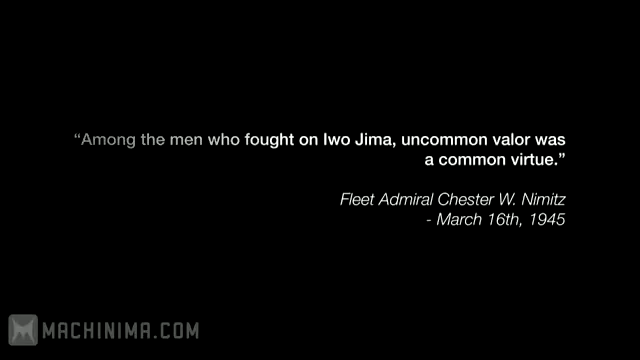 “Among the men who fought on Iwo Jima, uncommon valor was
a common virtue.”
Fleet Admiral Chester W. Nimitz
- March 16th, 1945
MACHINIMA.COM